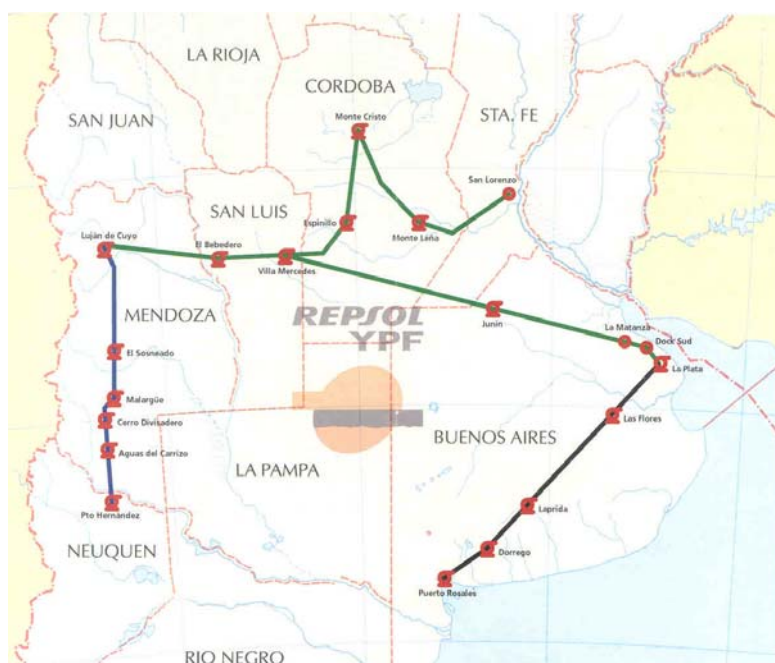 LA RIOJA
CORDOBA
Monte Cristo
SAN JUAN
STA. FE
San Lorenzo
SAN LUIS
Espinillo
Monte Leña
Luján de Cuyo
El Bebedero
Villa Mercedes
MENDOZA
REPSOL
YPF
Junin
La Matanza
Dock Sud
El Sosneado
La Plata
Malargüe
Cerro Divisadero
Las Flores
BUENOS AIRES
Aguas del Carrizo
LA PAMPA
Pto Hernández
Laprida
NEUQUEN
Dorrego
Puerto Rosales
RIO NEGRO